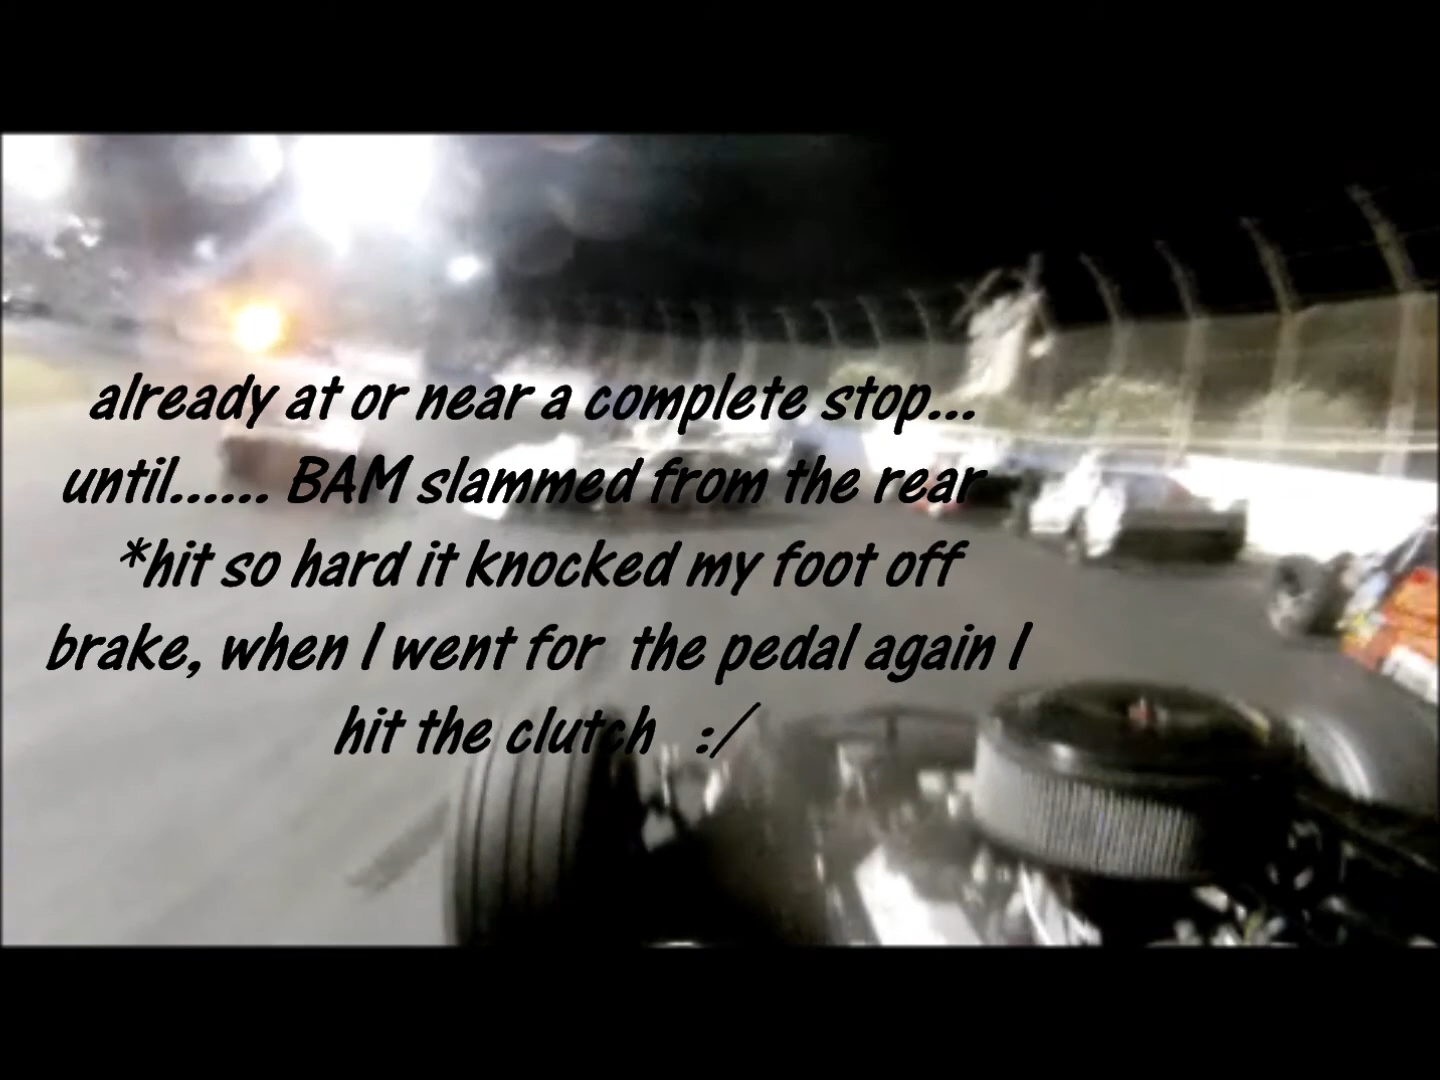 already at or near a complete stop...
until...... BAM slammed from the rear
*hit so hard it knocked my foot off
brake, when I went for  the pedal again I
hit the clutch   :/